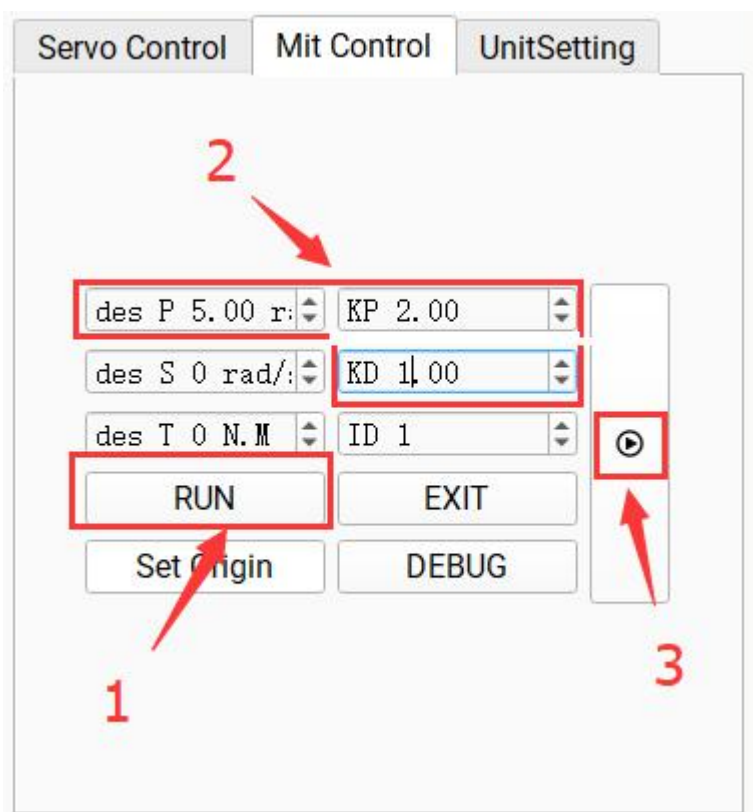 Servo Control Mit Control UnitSetting
2
des P 5.00 r KP 2.00
des S 0 rad/ KD 1.00
des T 0 N.M ID 1
RUN EXIT
Set Origin DEBUG
1
3